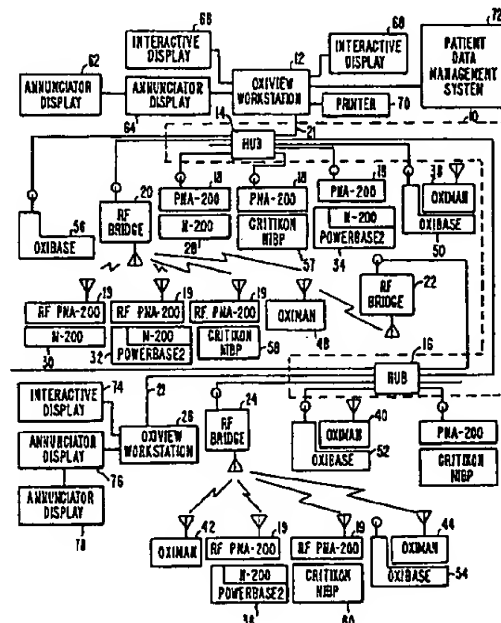 66
INTERACTIVE DISPLAY
12
68
INTERACTIVE DISPLAY
72
PATIENT DATA MANAGEMENT SYSTEM
62
ANNUNCIATOR DISPLAY
ANNUNCIATOR DISPLAY
64
OXIVIEW WORKSTATION
PRINTER
70
10
14
21
HUB
20
RF BRIDGE
56
OXIBASE
18
PNA-200
N-200
28
18
PNA-200
CRITIKON NIBP
57
19
PNA-200
N-200
POWERBASE2
34
38
OXIMAN
OXIBASE
50
22
RF BRIDGE
19
RF PNA-200
N-200
30
19
RF PNA-200
N-200
32
POWERBASE2
19
RF PNA-200
CRITIXON NIBP
58
OXIMAN
48
16
HUB
74
INTERACTIVE DISPLAY
22
26
OXIVIEW WORKSTATION
ANNUNCIATOR DISPLAY
76
ANNUNCIATOR DISPLAY
78
24
RF BRIDGE
40
OXIMAN
OXIBASE
52
PNA-200
CRITIKON NIBP
42
OXIMAN
19
RF PNA-200
N-200
POWERBASE2
36
19
RF PNA-200
CRITIKON NIBP
60
44
OXIMAN
OXIBASE
54